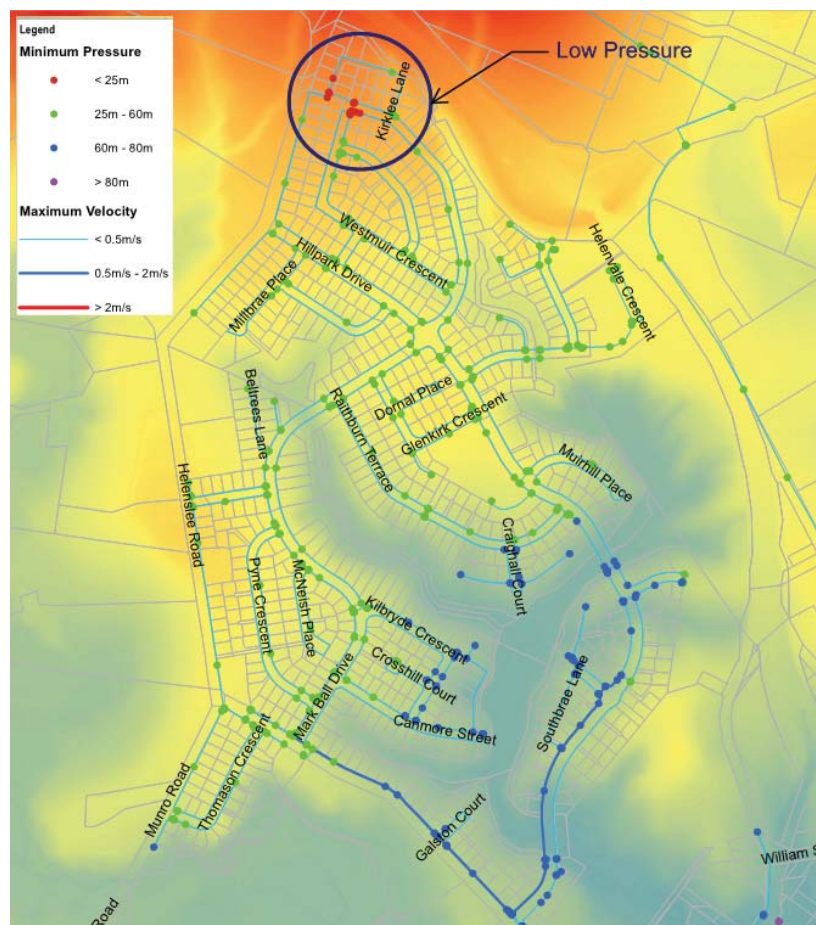 Legend
Minimum Pressure
< 25m
25m - 60m
60m - 80m
> 80m
Maximum Velocity
< 0.5m/s
0.5m/s - 2m/s
> 2m/s
Low Pressure
Kirklee Lane
Westmuir Crescent
Hillpark Drive
Millbrae Place
Helenvale Crescent
Belltrees Lane
Raithburn Terrace
Dornal Place
Glenkirk Crescent
Muirhill Place
Helenslee Road
Craighall Court
Pyne Crescent
McNeish Place
Kilbryde Crescent
Crosshill Court
Mark Ball Drive
Canmore Street
Southbrae Lane
Thomason Crescent
Munro Road
Galston Court
William S
Road